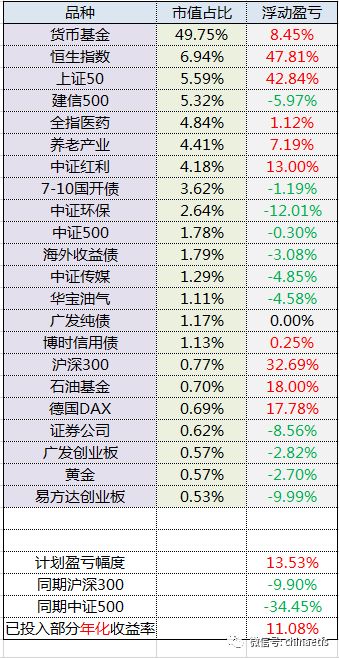 品种 市值占比 浮动盈亏
货币基金 49.75% 8.45%
恒生指数 6.94% 47.81%
上证50 5.59% 42.84%
建信500 5.32% -5.97%
全指医药 4.84% 1.12%
养老产业 4.41% 7.19%
中证红利 4.18% 13.00%
7-10国开债 3.62% -1.19%
中证环保 2.64% -12.01%
中证500 1.78% -0.30%
海外收益债 1.79% -3.08%
中证传媒 1.29% -4.85%
华宝油气 1.11% -4.58%
广发纯债 1.17% 0.00%
博时信用债 1.13% 0.25%
沪深300 0.77% 32.69%
石油基金 0.70% 18.00%
德国DAX 0.69% 17.78%
证券公司 0.62% -8.56%
广发创业板 0.57% -2.82%
黄金 0.57% -2.70%
易方达创业板 0.53% -9.99%
计划盈亏幅度 13.53%
同期沪深300 -9.90%
同期中证500 -34.45%
已投入部分年化收益率 11.08%
微信号: chinaetfs